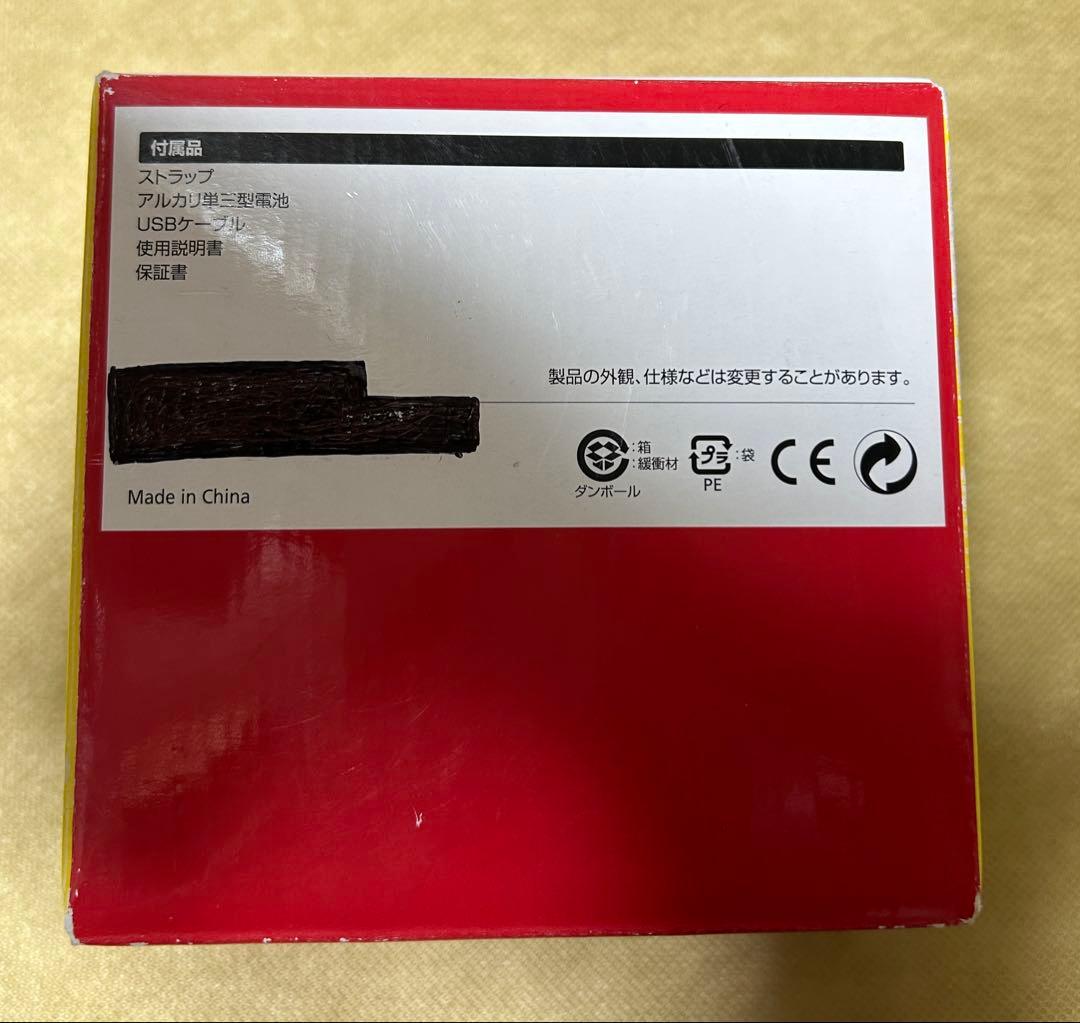 付属品
ストラップ
アルカリ単三型電池
USBケーブル
使用説明書
保証書
製品の外観、仕様などは変更することがあります。
:箱
:緩衝材
ダンボール
プラ:袋
PE
CE
Made in China